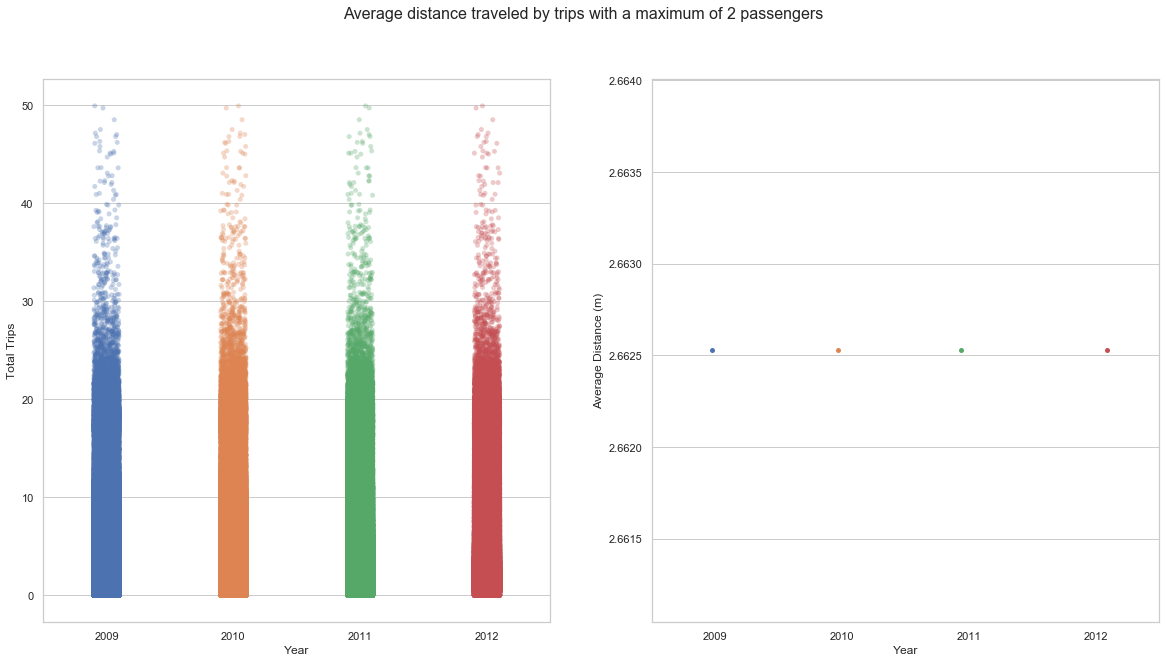 Average distance traveled by trips with a maximum of 2 passengers
50
40
30
20
10
0
Total Trips
2009 2010 2011 2012
Year
2.6640
2.6635
2.6630
2.6625
2.6620
2.6615
Average Distance (m)
2009 2010 2011 2012
Year